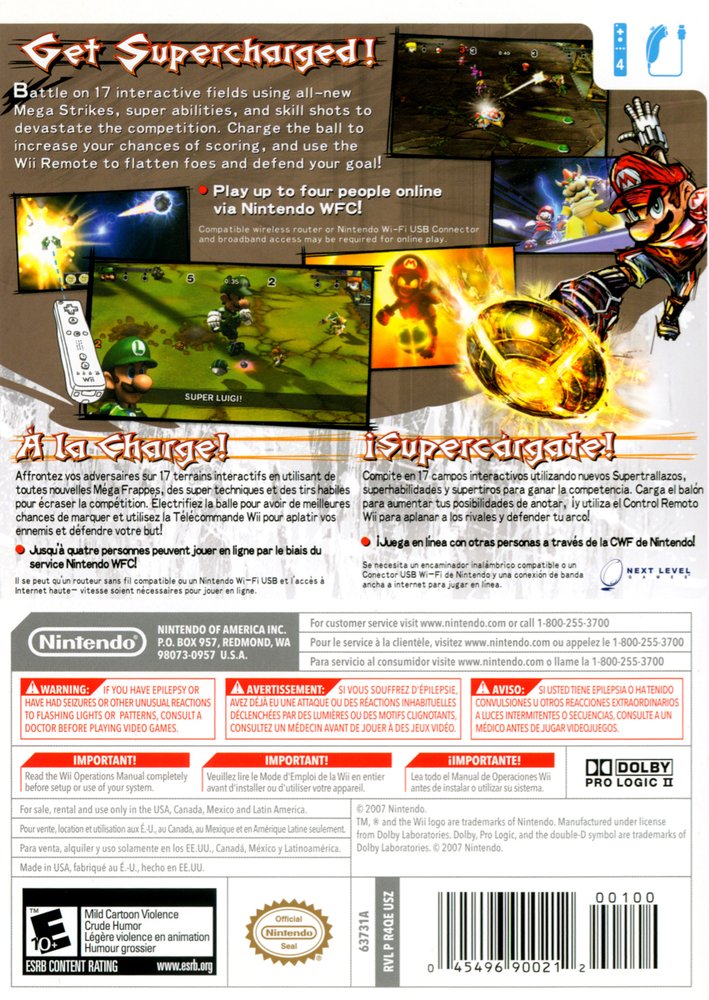 Get Supercharged!
Battle on 17 interactive fields using all-new
Mega Strikes, super abilities, and skill shots to
devastate the competition. Charge the ball to
increase your chances of scoring, and use the
Wii Remote to flatten foes and defend your goal!
4
• Play up to four people online
via Nintendo WFC!
Compatible wireless router or Nintendo Wi-Fi USB Connector
and broadband access may be required for online play.
5 0:35 2
SUPER LUIGI!
Wii
À la Charge!
Affrontez vos adversaires sur 17 terrains interactifs en utilisant de
toutes nouvelles Méga Frappes, des super techniques et des tirs habiles
pour écraser la compétition. Électrifiez la balle pour avoir de meilleures
chances de marquer et utilisez la Télécommande Wii pour aplatir vos
ennemis et défendre votre but!
• Jusqu'à quatre personnes peuvent jouer en ligne par le biais du
service Nintendo WFC!
Il se peut qu'un routeur sans fil compatible ou un Nintendo Wi-Fi USB et l'accès à
Internet haute- vitesse soient nécessaires pour jouer en ligne.
¡Supercárgate!
Compite en 17 campos interactivos utilizando nuevos Supertrallazos,
superhabilidades y supertiros para ganar la competencia. Carga el balón
para aumentar tus posibilidades de anotar, ¡y utiliza el Control Remoto
Wii para aplanar a los rivales y defender tu arco!
• ¡Juega en línea con otras personas a través de la CWF de Nintendo!
Se necesita un encaminador inalámbrico compatible o un
Conector USB Wi-Fi de Nintendo y una conexión de banda
ancha a internet para jugar en línea.
NEXT LEVEL
GAMES
Nintendo
NINTENDO OF AMERICA INC.
P.O. BOX 957, REDMOND, WA
98073-0957 U.S.A.
For customer service visit www.nintendo.com or call 1-800-255-3700
Pour le service à la clientèle, visitez www.nintendo.com ou appelez le 1-800-255-3700
Para servicio al consumidor visite www.nintendo.com o llame la 1-800-255-3700
WARNING: IF YOU HAVE EPILEPSY OR
HAVE HAD SEIZURES OR OTHER UNUSUAL REACTIONS
TO FLASHING LIGHTS OR PATTERNS, CONSULT A
DOCTOR BEFORE PLAYING VIDEO GAMES.
AVERTISSEMENT: SI VOUS SOUFFREZ D'ÉPILEPSIE,
AVEZ DÉJÀ EU UNE ATTAQUE OU DES RÉACTIONS INHABITUELLES
DÉCLENCHÉES PAR DES LUMIÈRES OU DES MOTIFS CLIGNOTANTS,
CONSULTEZ UN MÉDECIN AVANT DE JOUER À DES JEUX VIDÉO.
AVISO: SI USTED TIENE EPILEPSIA O HA TENIDO
CONVULSIONES U OTROS REACCIONES EXTRAORDINARIOS
A LUCES INTERMITENTES O SECUENCIAS, CONSULTE A UN
MÉDICO ANTES DE JUGAR VIDEOJUEGOS.
IMPORTANT!
Read the Wii Operations Manual completely
before setup or use of your system.
IMPORTANT!
Veuillez lire le Mode d'Emploi de la Wii en entier
avant d'installer ou d'utiliser votre appareil.
¡IMPORTANTE!
Lea todo el Manual de Operaciones Wii
antes de instalar o utilizar su sistema.
DOLBY
PRO LOGIC II
For sale, rental and use only in the USA, Canada, Mexico and Latin America.
Pour vente, location et utilisation aux É.-U., au Canada, au Mexique et en Amérique Latine seulement.
Para venta, alquiler y uso solamente en los EE.UU., Canadá, México y Latinoamérica.
Made in USA, fabriqué au É.-U., hecho en EE.UU.
© 2007 Nintendo.
TM, ® and the Wii logo are trademarks of Nintendo. Manufactured under license
from Dolby Laboratories. Dolby, Pro Logic, and the double-D symbol are trademarks of
Dolby Laboratories. © 2007 Nintendo.
E
10+
TM
Mild Cartoon Violence
Crude Humor
Légère violence en animation
Humour grossier
ESRB CONTENT RATING www.esrb.org
Official
Nintendo
Seal
63731A
RVL P R4QE USZ
00100
0 45496 90021 2